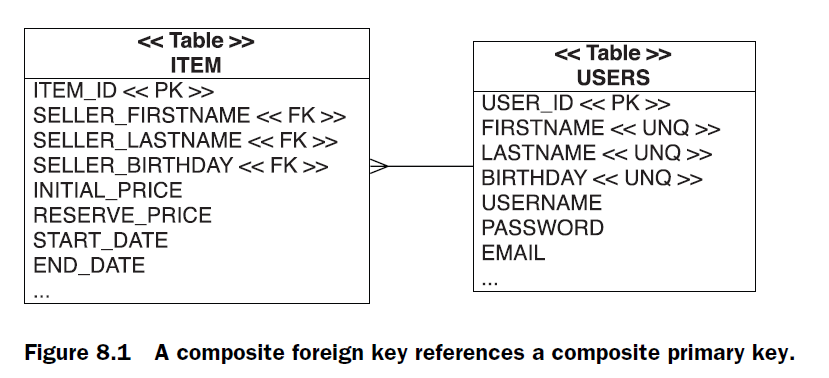 << Table >>
ITEM
ITEM_ID << PK >>
SELLER_FIRSTNAME << FK >>
SELLER_LASTNAME << FK >>
SELLER_BIRTHDAY << FK >>
INITIAL_PRICE
RESERVE_PRICE
START_DATE
END_DATE
...
<< Table >>
USERS
USER_ID << PK >>
FIRSTNAME << UNQ >>
LASTNAME << UNQ >>
BIRTHDAY << UNQ >>
USERNAME
PASSWORD
EMAIL
...
Figure 8.1 A composite foreign key references a composite primary key.